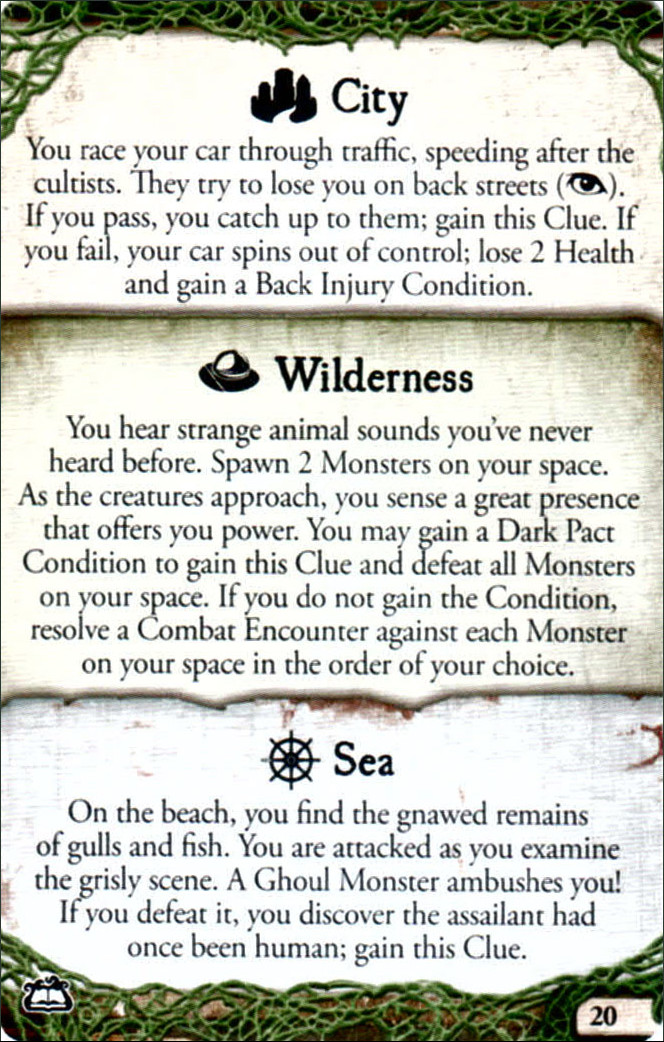 City
You race your car through traffic, speeding after the
cultists. They try to lose you on back streets ( ).
If you pass, you catch up to them; gain this Clue. If
you fail, your car spins out of control; lose 2 Health
and gain a Back Injury Condition.
Wilderness
You hear strange animal sounds you've never
heard before. Spawn 2 Monsters on your space.
As the creatures approach, you sense a great presence
that offers you power. You may gain a Dark Pact
Condition to gain this Clue and defeat all Monsters
on your space. If you do not gain the Condition,
resolve a Combat Encounter against each Monster
on your space in the order of your choice.
Sea
On the beach, you find the gnawed remains
of gulls and fish. You are attacked as you examine
the grisly scene. A Ghoul Monster ambushes you!
If you defeat it, you discover the assailant had
once been human; gain this Clue.
20